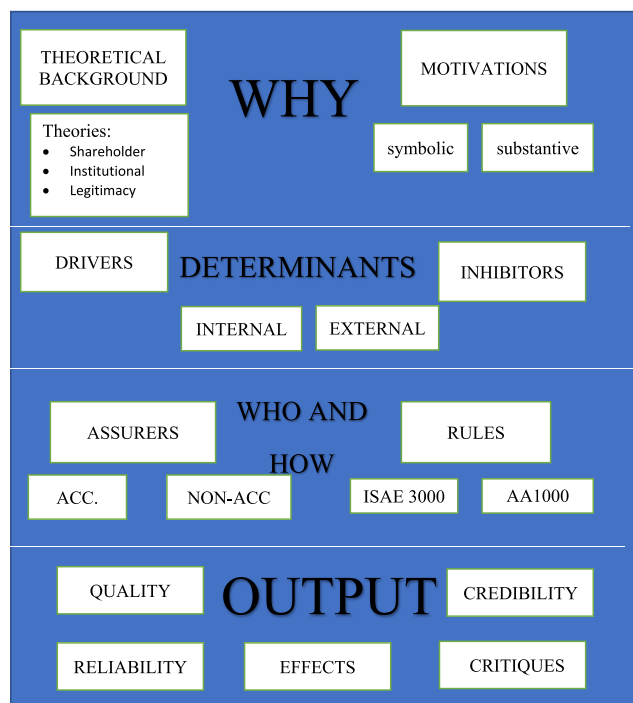 THEORETICAL
BACKGROUND
WHY
MOTIVATIONS
Theories:
• Shareholder
• Institutional
• Legitimacy
symbolic
substantive
DRIVERS
DETERMINANTS
INHIBITORS
INTERNAL
EXTERNAL
ASSURERS
WHO AND
HOW
RULES
ACC.
NON-ACC
ISAE 3000
AA1000
QUALITY
OUTPUT
CREDIBILITY
RELIABILITY
EFFECTS
CRITIQUES